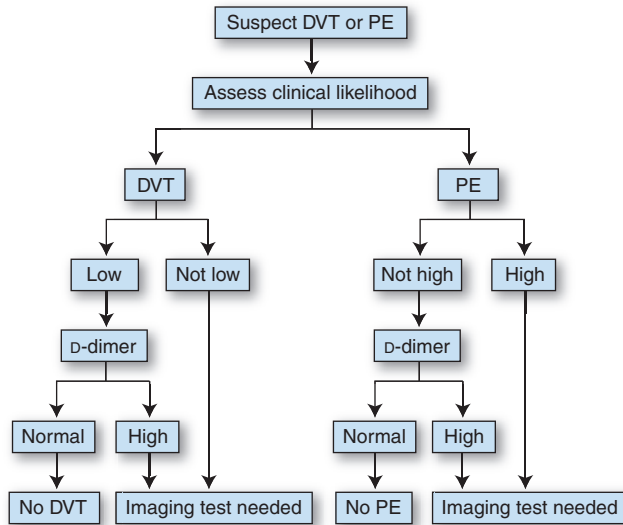 Suspect DVT or PE
Assess clinical likelihood
DVT
PE
Low
Not low
Not high
High
D-dimer
D-dimer
Normal
High
Normal
High
No DVT
Imaging test needed
No PE
Imaging test needed